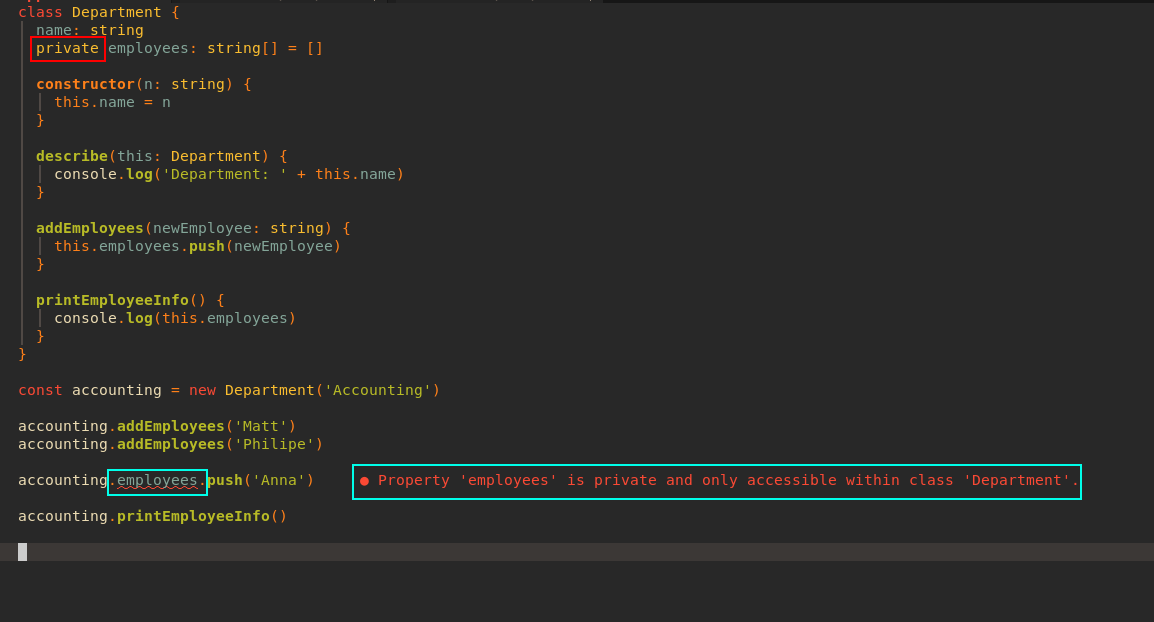 class Department {
  name: string
  private employees: string[] = []

  constructor(n: string) {
    this.name = n
  }

  describe(this: Department) {
    console.log('Department: ' + this.name)
  }

  addEmployees(newEmployee: string) {
    this.employees.push(newEmployee)
  }

  printEmployeeInfo() {
    console.log(this.employees)
  }
}

const accounting = new Department('Accounting')

accounting.addEmployees('Matt')
accounting.addEmployees('Philipe')

accounting.employees.push('Anna')    ● Property 'employees' is private and only accessible within class 'Department'.

accounting.printEmployeeInfo()